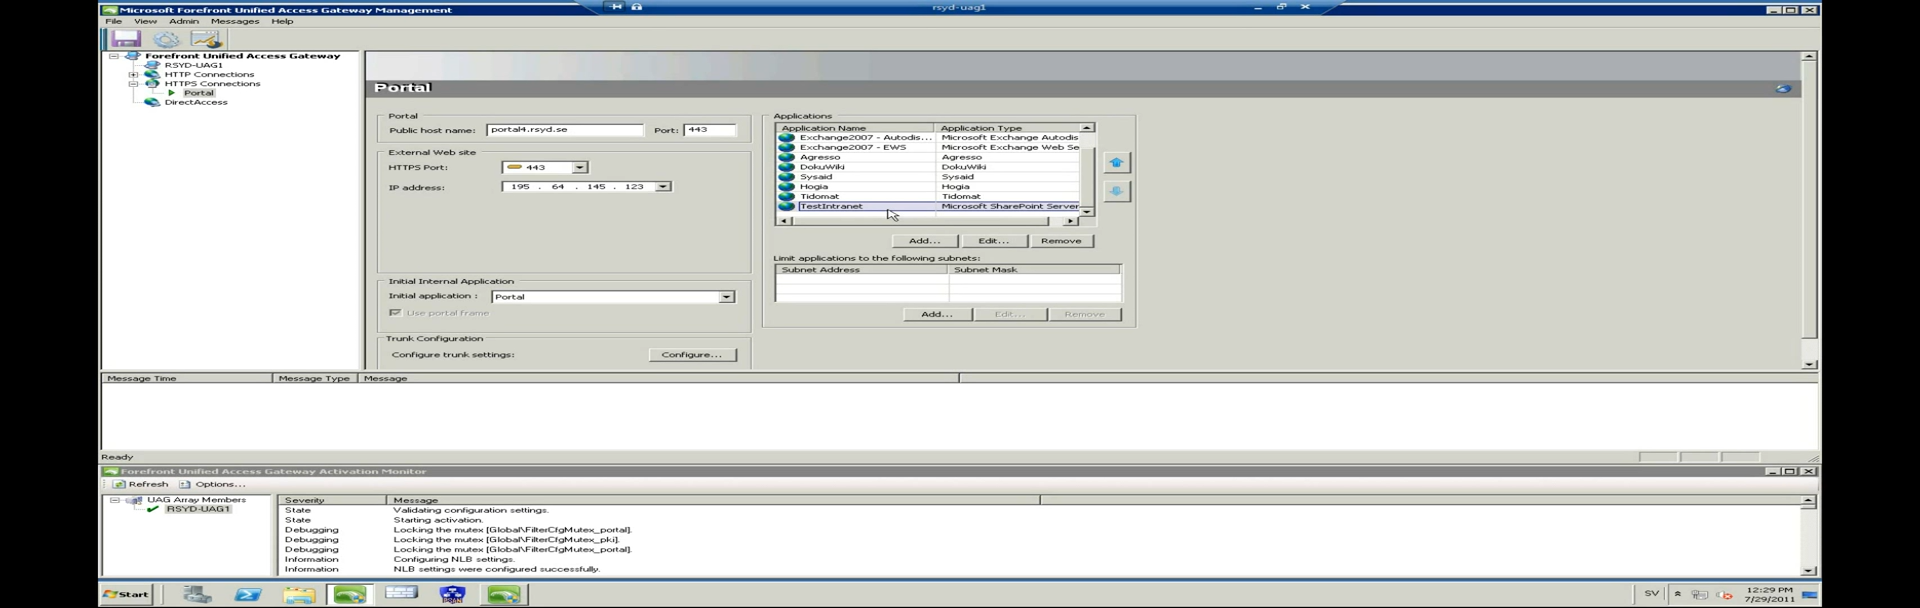 Microsoft Forefront Unified Access Gateway Management
rsyd-uag1
File View Admin Messages Help
Forefront Unified Access Gateway
RSYD-UAG1
HTTP Connections
HTTPS Connections
Portal
DirectAccess
Portal
Portal
Public host name: portal4.rsyd.se Port: 443
External Web site
HTTPS Port: 443
IP address: 195 . 64 . 145 . 123
Initial Internal Application
Initial application : Portal
Use portal frame
Trunk Configuration
Configure trunk settings: Configure...
Applications
Application Name Application Type
Exchange2007 - Autodis... Microsoft Exchange Autodis
Exchange2007 - EWS Microsoft Exchange Web Se
Agresso Agresso
DokuWiki DokuWiki
Sysaid Sysaid
Hogia Hogia
Tidomat Tidomat
TestIntranet Microsoft SharePoint Server
Add... Edit... Remove
Limit applications to the following subnets:
Subnet Address Subnet Mask
Add... Edit... Remove
Message Time Message Type Message
Ready
Forefront Unified Access Gateway Activation Monitor
Refresh Options...
UAG Array Members
RSYD-UAG1
Severity Message
State Validating configuration settings.
State Starting activation.
Debugging Locking the mutex [Global\FilterCfgMutex_portal].
Debugging Locking the mutex [Global\FilterCfgMutex_pki].
Debugging Locking the mutex [Global\FilterCfgMutex_portal].
Information Configuring NLB settings.
Information NLB settings were configured successfully.
Start
SV
12:29 PM
7/29/2011